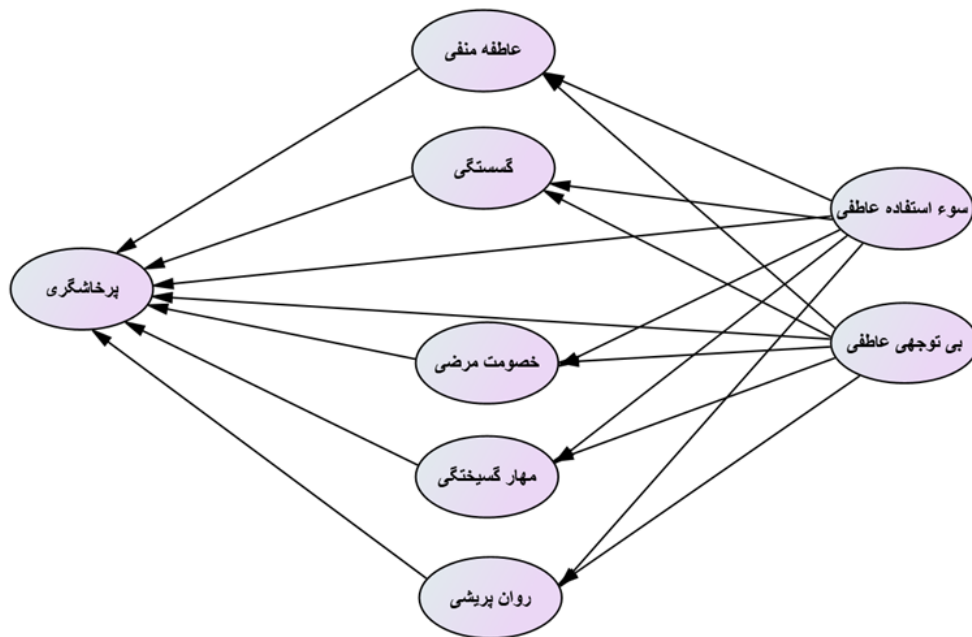 عاطفه منفی
گسستگی
سوء استفاده عاطفی
پرخاشگری
بی توجهی عاطفی
خصومت مرضی
مهار گسیختگی
روان پریشی